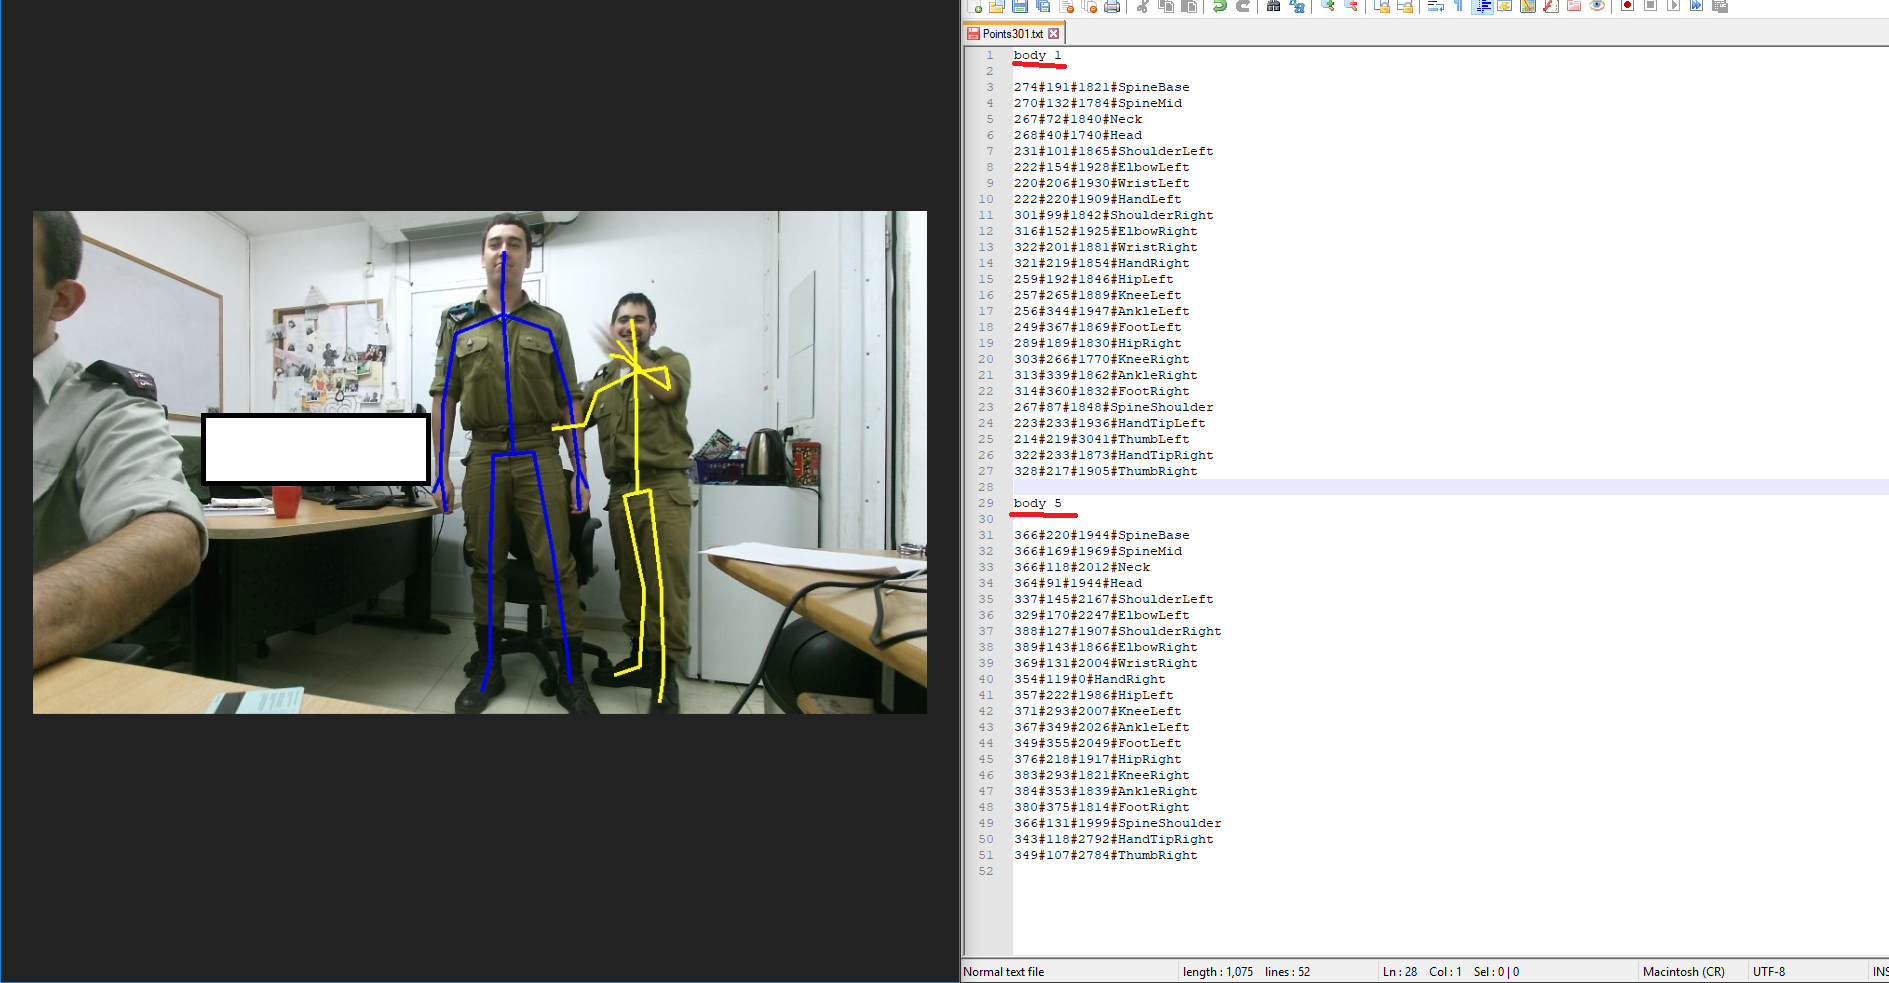 Points301.txt
1 body 1
2
3 274#191#1821#SpineBase
4 270#132#1784#SpineMid
5 267#72#1840#Neck
6 268#40#1740#Head
7 231#101#1865#ShoulderLeft
8 222#154#1928#ElbowLeft
9 220#206#1930#WristLeft
10 222#220#1909#HandLeft
11 301#99#1842#ShoulderRight
12 316#152#1925#ElbowRight
13 322#201#1881#WristRight
14 321#219#1854#HandRight
15 259#192#1846#HipLeft
16 257#265#1889#KneeLeft
17 256#344#1947#AnkleLeft
18 249#367#1869#FootLeft
19 289#189#1830#HipRight
20 303#266#1770#KneeRight
21 313#339#1862#AnkleRight
22 314#360#1832#FootRight
23 267#87#1848#SpineShoulder
24 223#233#1936#HandTipLeft
25 214#219#3041#ThumbLeft
26 322#233#1873#HandTipRight
27 328#217#1905#ThumbRight
28
29 body 5
30
31 366#220#1944#SpineBase
32 366#169#1969#SpineMid
33 366#118#2012#Neck
34 364#91#1944#Head
35 337#145#2167#ShoulderLeft
36 329#170#2247#ElbowLeft
37 388#127#1907#ShoulderRight
38 389#143#1866#ElbowRight
39 369#131#2004#WristRight
40 354#119#0#HandRight
41 357#222#1986#HipLeft
42 371#293#2007#KneeLeft
43 367#349#2026#AnkleLeft
44 349#355#2049#FootLeft
45 376#218#1917#HipRight
46 383#293#1821#KneeRight
47 384#353#1839#AnkleRight
48 380#375#1814#FootRight
49 366#131#1999#SpineShoulder
50 343#118#2792#HandTipRight
51 349#107#2784#ThumbRight
52
Normal text file length : 1,075 lines : 52 Ln : 28 Col : 1 Sel : 0 | 0 Macintosh (CR) UTF-8 INS